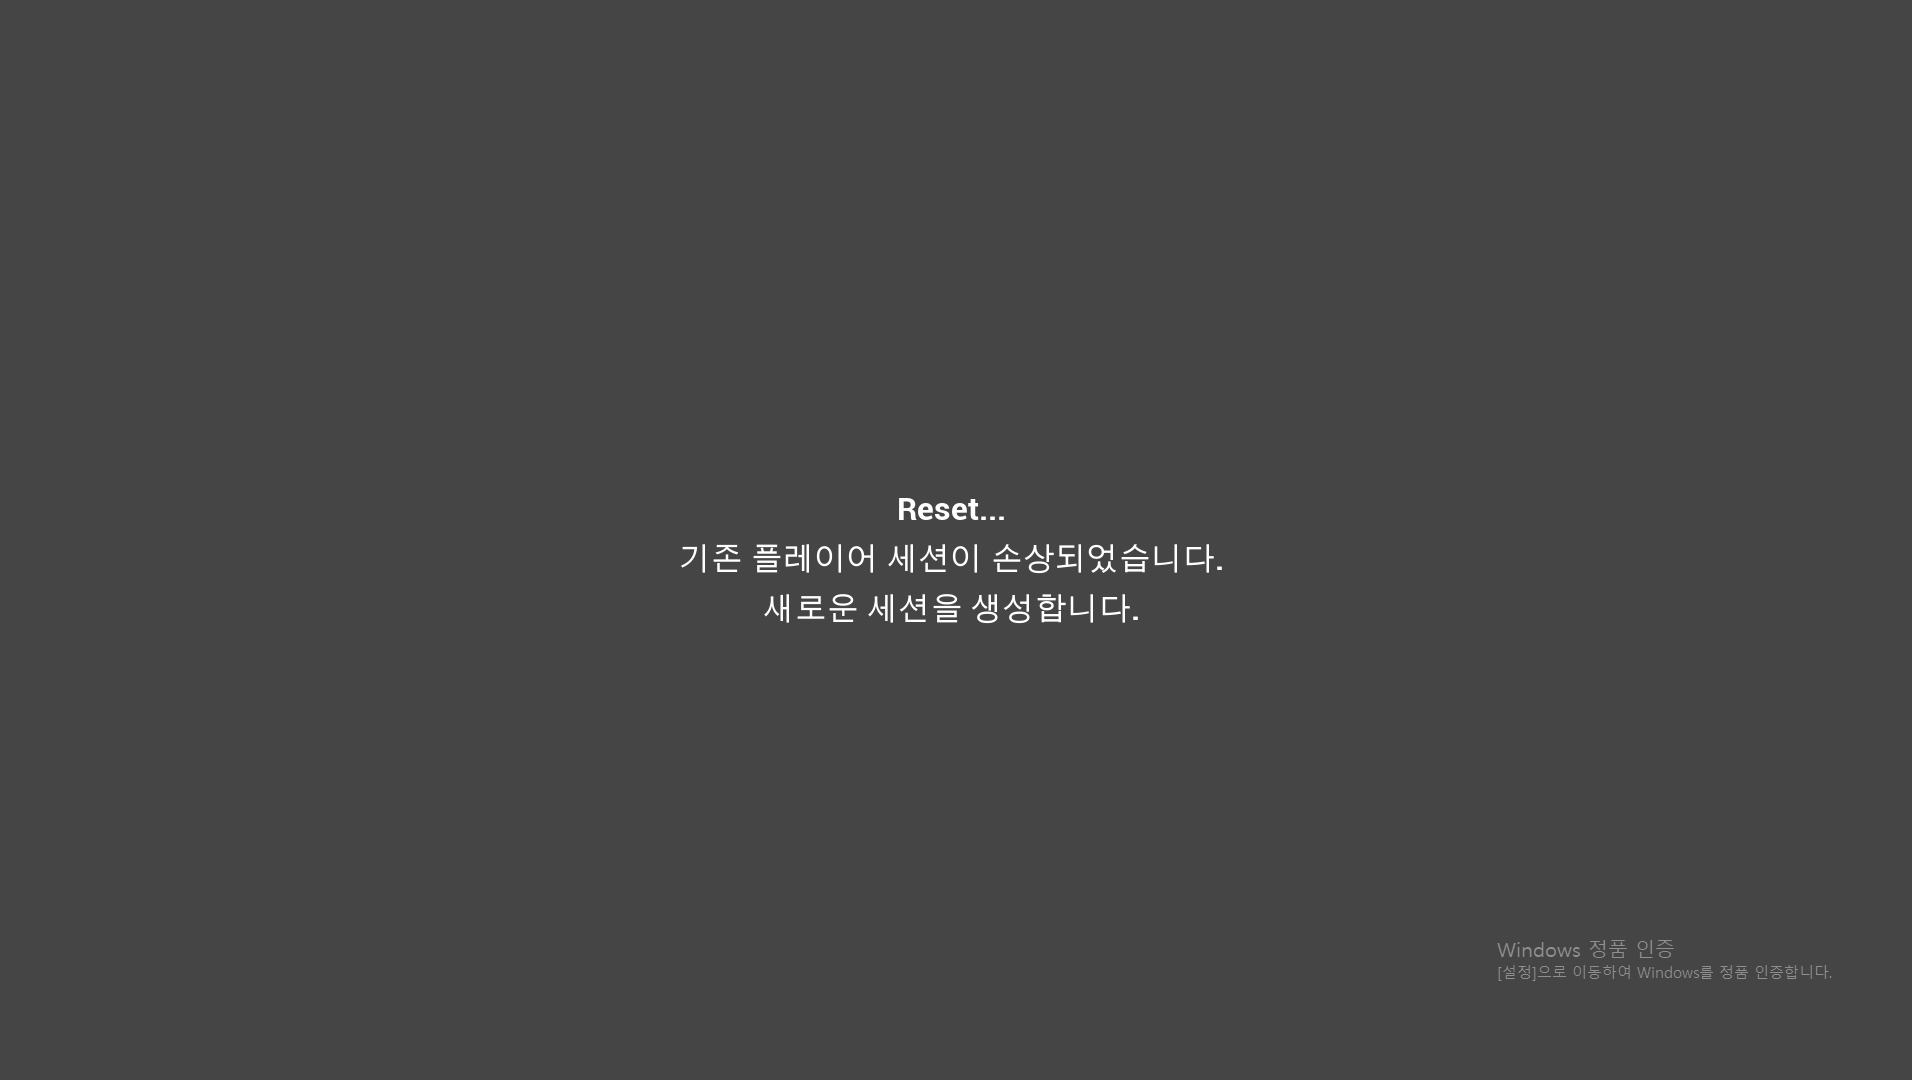 Reset...
기존 플레이어 세션이 손상되었습니다.
새로운 세션을 생성합니다.
Windows 정품 인증
[설정]으로 이동하여 Windows를 정품 인증합니다.